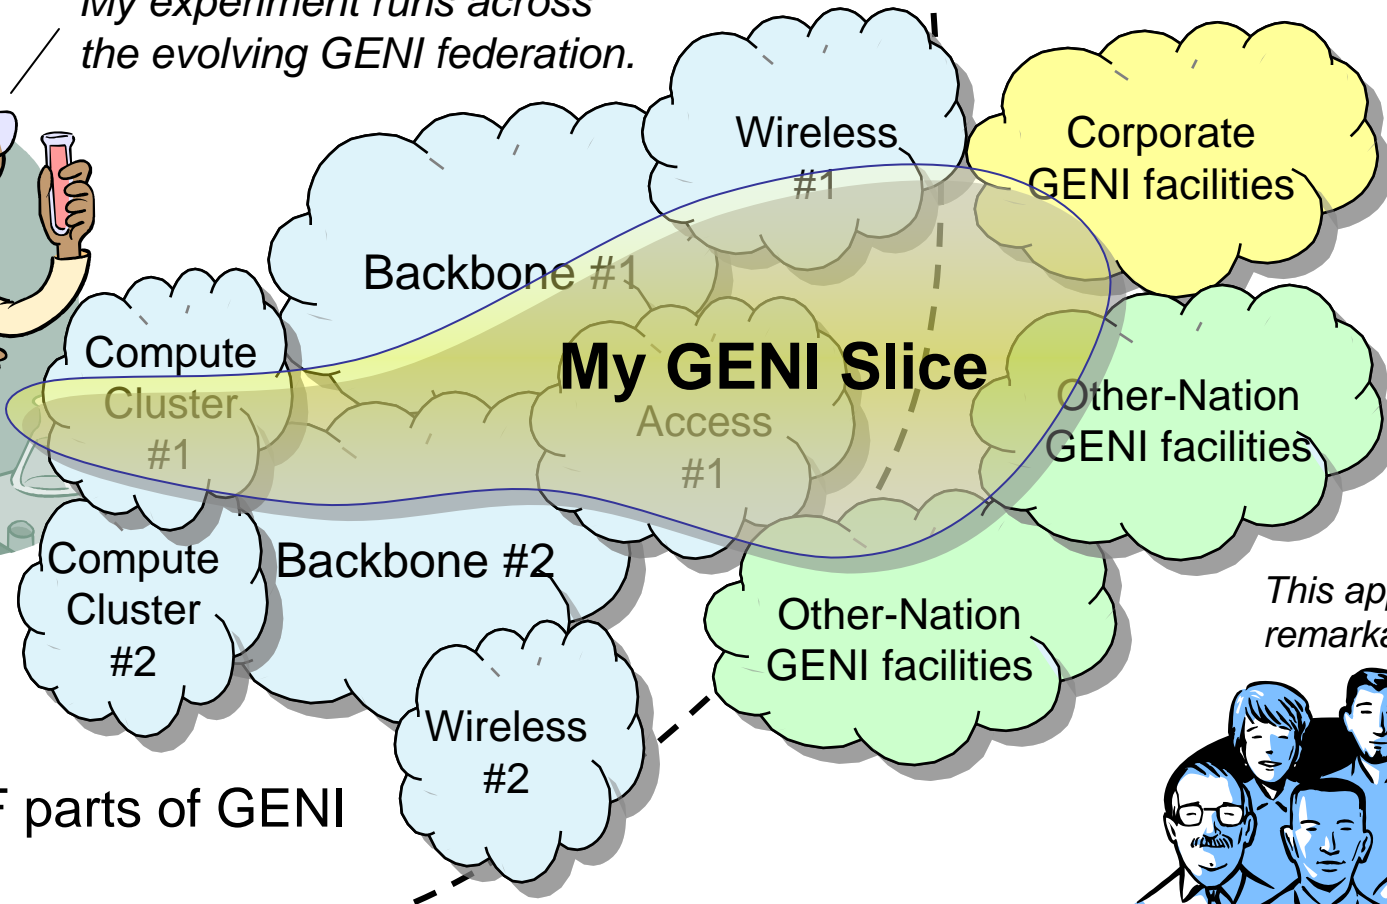 My experiment runs across
the evolving GENI federation.
Wireless
#1
Corporate
GENI facilities
Backbone #1
Compute
Cluster
#1
My GENI Slice
Access
#1
Other-Nation
GENI facilities
Compute
Cluster
#2
Backbone #2
Other-Nation
GENI facilities
This
Wireless
#2
parts of GENI